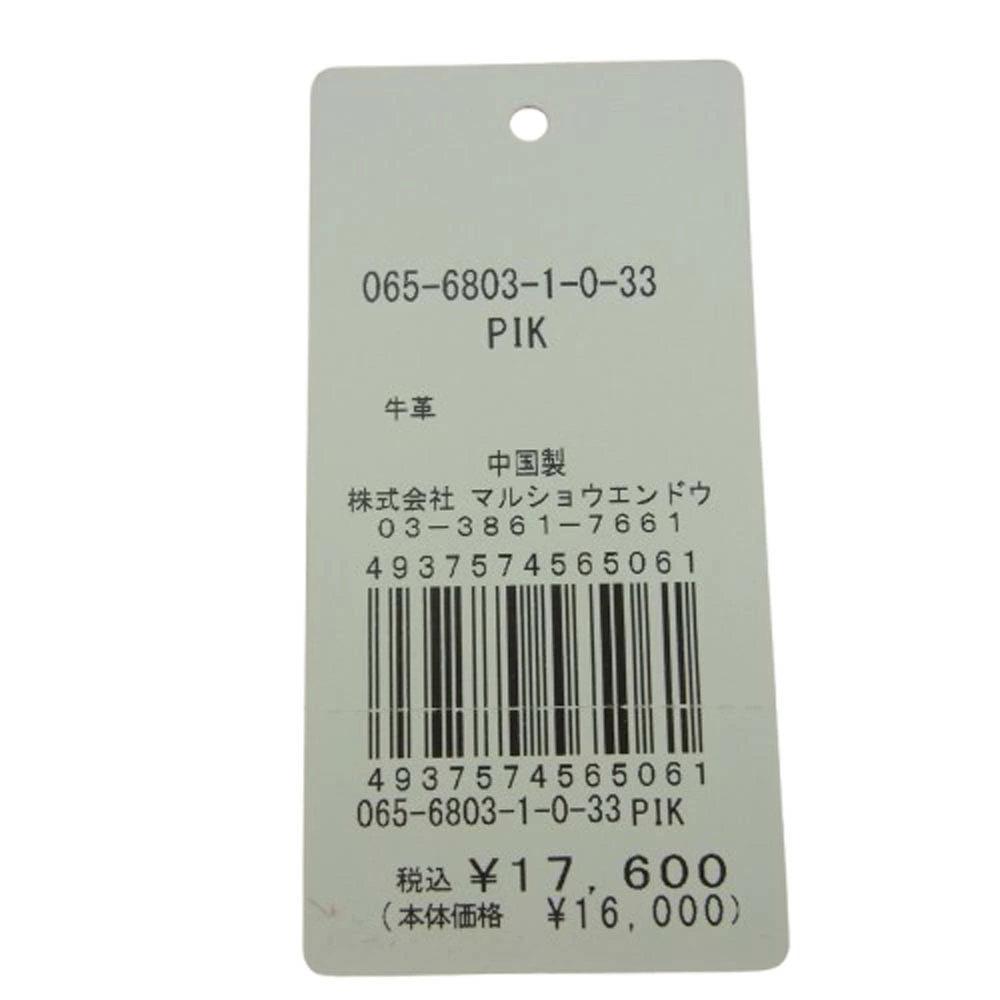 065-6803-1-0-33
PIK
牛革
中国製
株式会社 マルショウエンドウ
03-3861-7661
4937574565061
4937574565061
065-6803-1-0-33 PIK
税込 ¥17,600
(本体価格 ¥16,000)